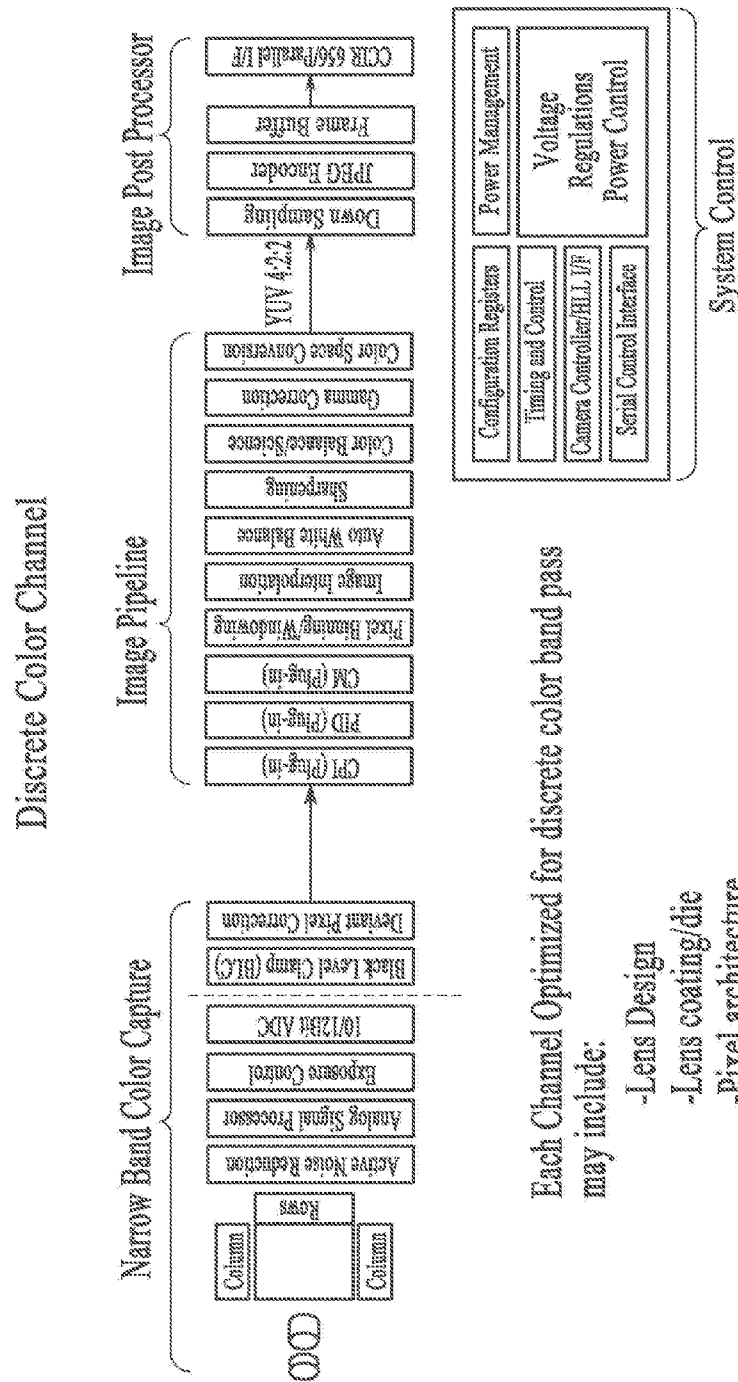 Discrete Color Channel
Narrow Band Color Capture
Image Pipeline
Image Post Processor
Column
Rows
Column
Active Noise Reduction
Analog Signal Processor
Exposure Control
10/12Bit ADC
Black Level Clamp (BLC)
Deviant Pixel Correction
CPI (Plug-in)
PID (Plug-in)
CM (Plug-in)
Pixel Binning/Windowing
Image Interpolation
Auto White Balance
Sharpening
Color Balance/Science
Gamma Correction
Color Space Conversion
YUV 4:2:2
Down Sampling
JPEG Encoder
Frame Buffer
CCIR 656/Parallel I/F
Each Channel Optimized for discrete color band pass
may include:
-Lens Design
-Lens coating/die
-Pixel architecture
Configuration Registers
Timing and Control
Camera Controller/HLL I/F
Serial Control Interface
Power Management
Voltage
Regulations
Power Control
System Control